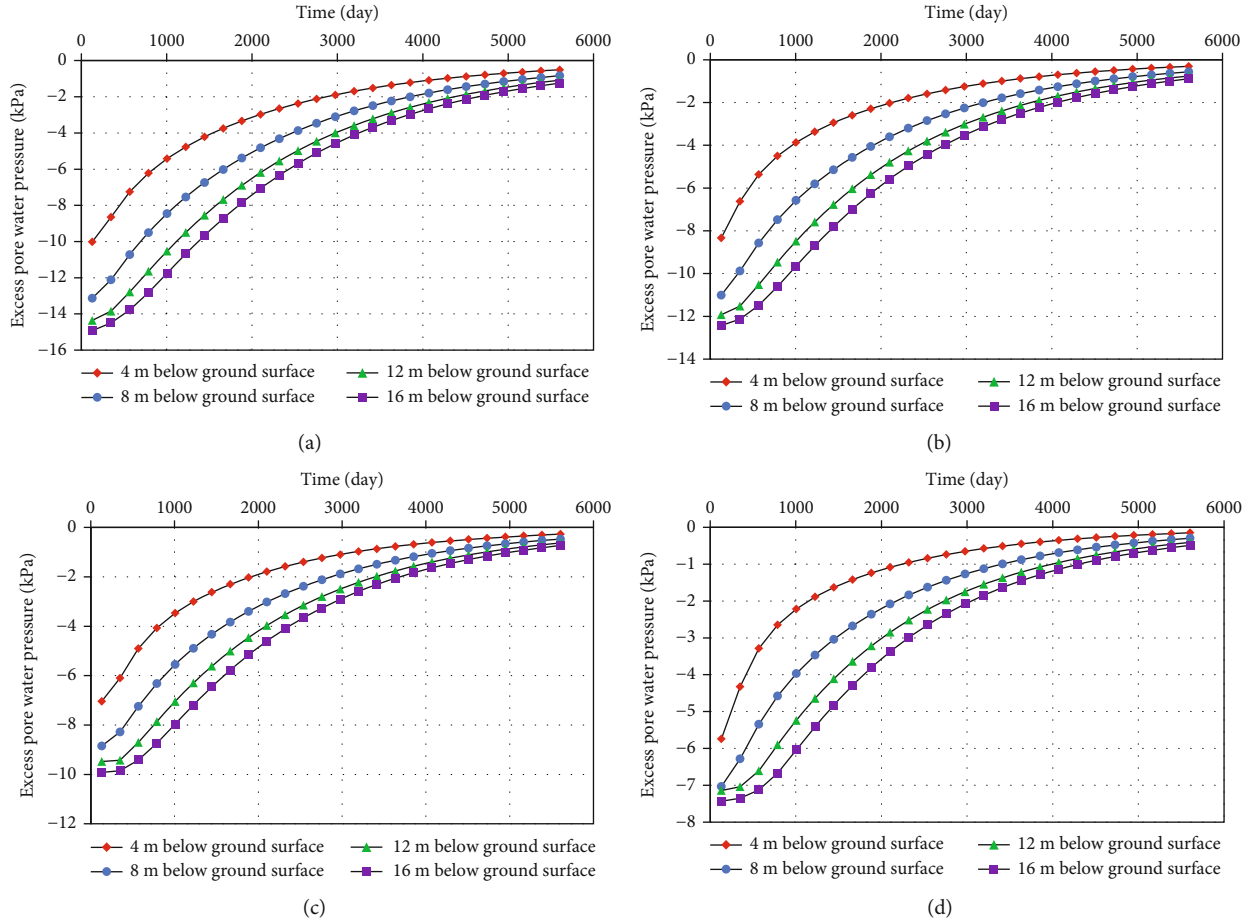 Time (day)
0 1000 2000 3000 4000 5000 6000
0
−2
−4
−6
−8
−10
−12
−14
−16
Excess pore water pressure (kPa)
4 m below ground surface
12 m below ground surface
8 m below ground surface
16 m below ground surface
(a)
Time (day)
0 1000 2000 3000 4000 5000 6000
0
−2
−4
−6
−8
−10
−12
−14
Excess pore water pressure (kPa)
4 m below ground surface
12 m below ground surface
8 m below ground surface
16 m below ground surface
(b)
Time (day)
0 1000 2000 3000 4000 5000 6000
0
−2
−4
−6
−8
−10
−12
Excess pore water pressure (kPa)
4 m below ground surface
12 m below ground surface
8 m below ground surface
16 m below ground surface
(c)
Time (day)
0 1000 2000 3000 4000 5000 6000
0
−1
−2
−3
−4
−5
−6
−7
−8
Excess pore water pressure (kPa)
4 m below ground surface
12 m below ground surface
8 m below ground surface
16 m below ground surface
(d)